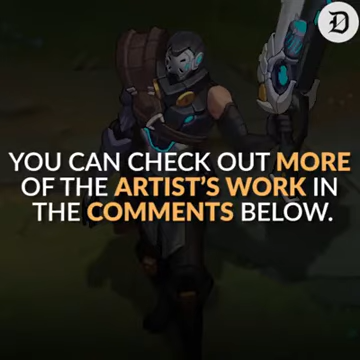 D
YOU CAN CHECK OUT MORE
OF THE ARTIST'S WORK IN
THE COMMENTS BELOW.